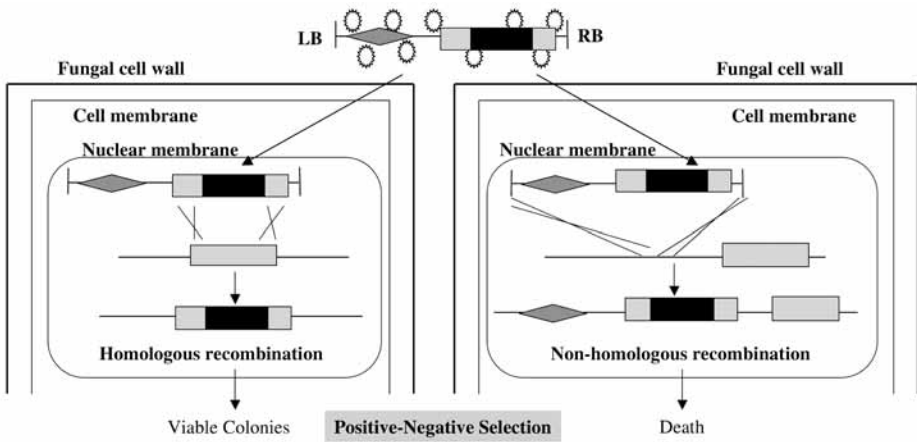 LB
RB
Fungal cell wall
Fungal cell wall
Cell membrane
Cell membrane
Nuclear membrane
Nuclear membrane
Homologous recombination
Non-homologous recombination
Viable Colonies
Positive-Negative Selection
Death